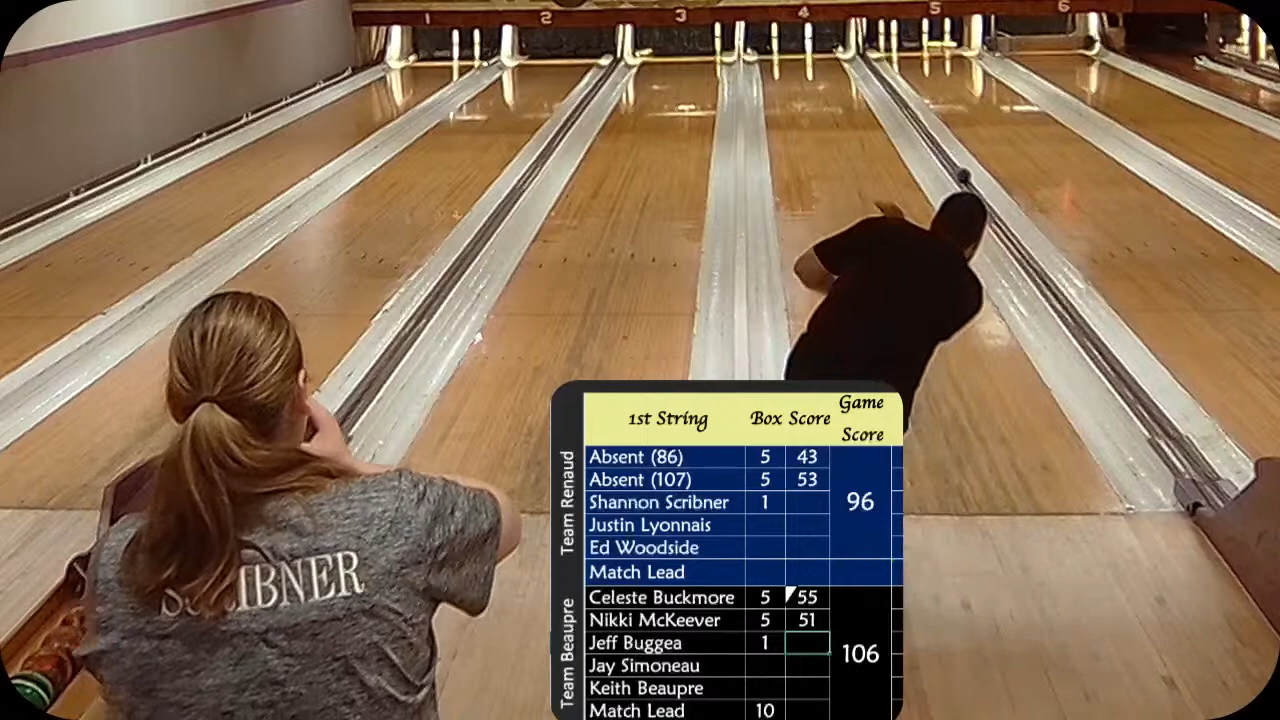 1 2 3 4 5 6
1st String Box Score Game Score
Team Renaud
Absent (86) 5 43
Absent (107) 5 53
Shannon Scribner 1
96
Justin Lyonnais
Ed Woodside
Match Lead
Team Beaupre
Celeste Buckmore 5 55
Nikki McKeever 5 51
Jeff Buggea 1
106
Jay Simoneau
Keith Beaupre
Match Lead 10
SCRIBNER